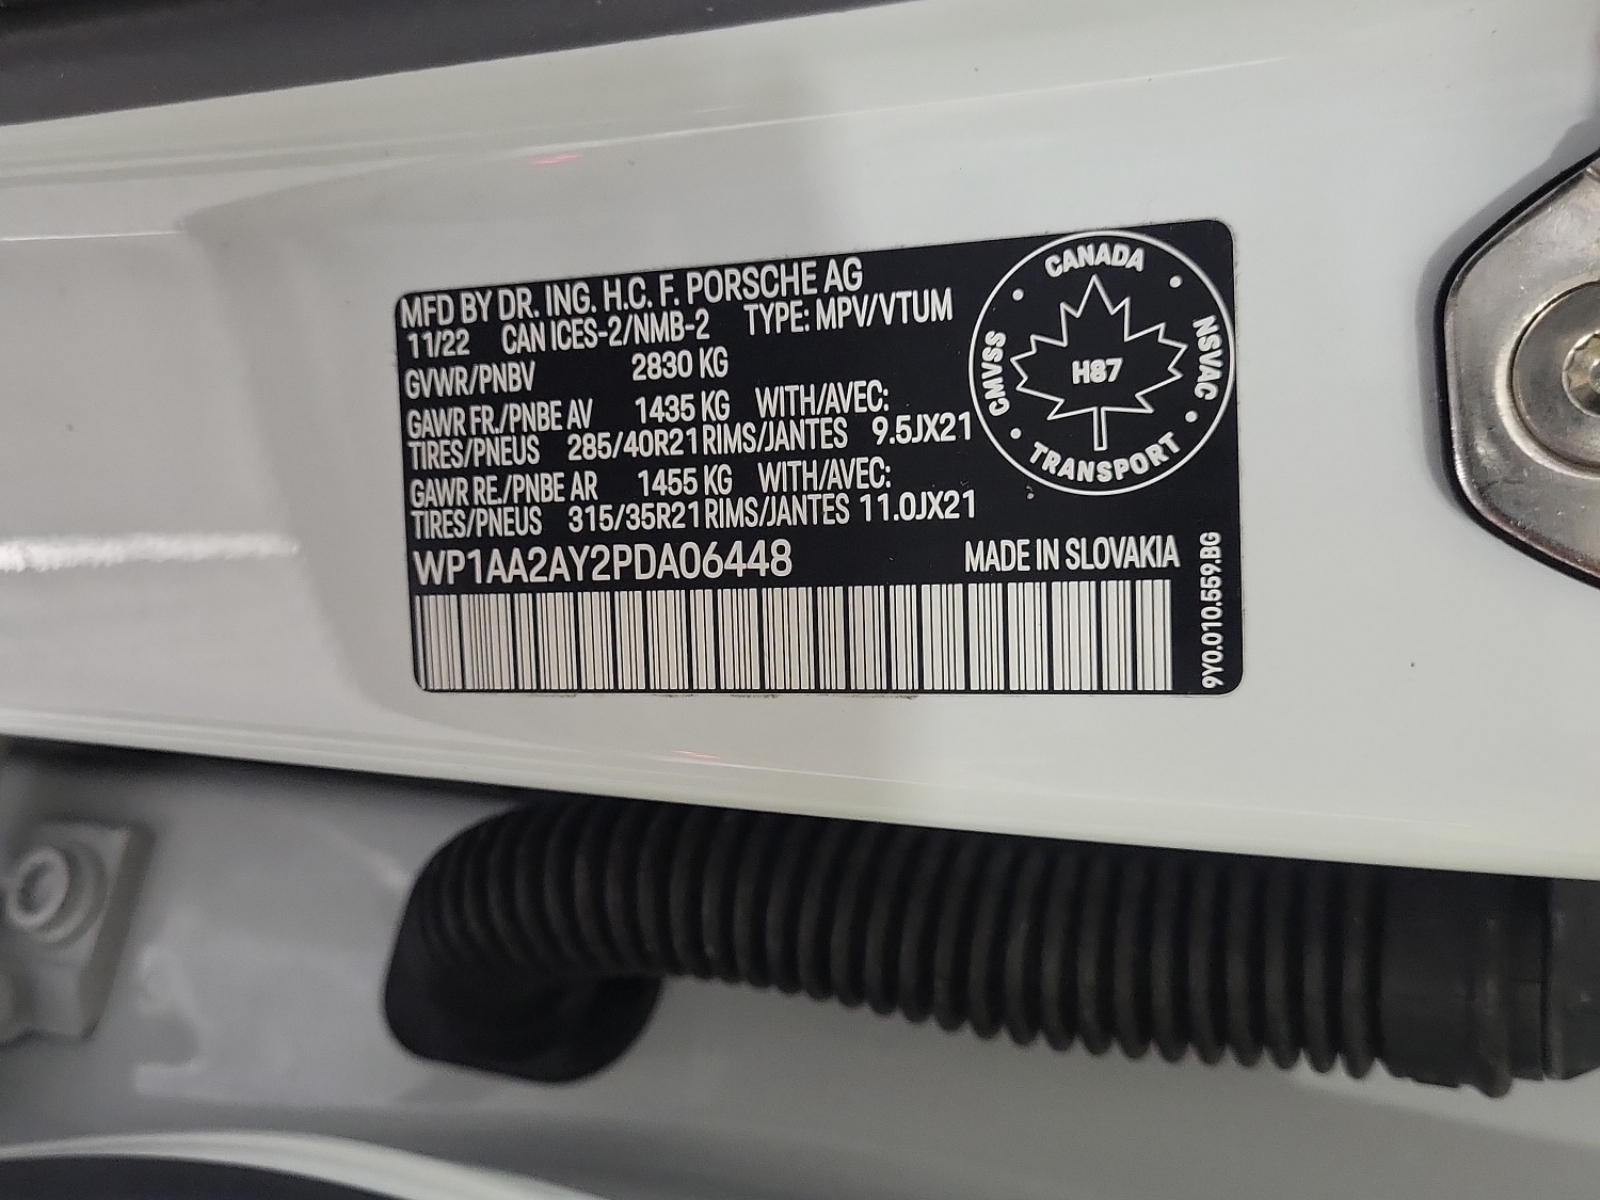 MFD BY DR. ING. H.C. F. PORSCHE AG
11/22 CAN ICES-2/NMB-2 TYPE: MPV/VTUM
GVWR/PNBV 2830 KG
GAWR FR./PNBE AV 1435 KG WITH/AVEC:
TIRES/PNEUS 285/40R21 RIMS/JANTES 9.5JX21
GAWR RE./PNBE AR 1455 KG WITH/AVEC:
TIRES/PNEUS 315/35R21 RIMS/JANTES 11.0JX21
WP1AA2AY2PDA06448 MADE IN SLOVAKIA
CANADA
CMVSS
NSVAC
H87
TRANSPORT
9Y0.010.559.BG